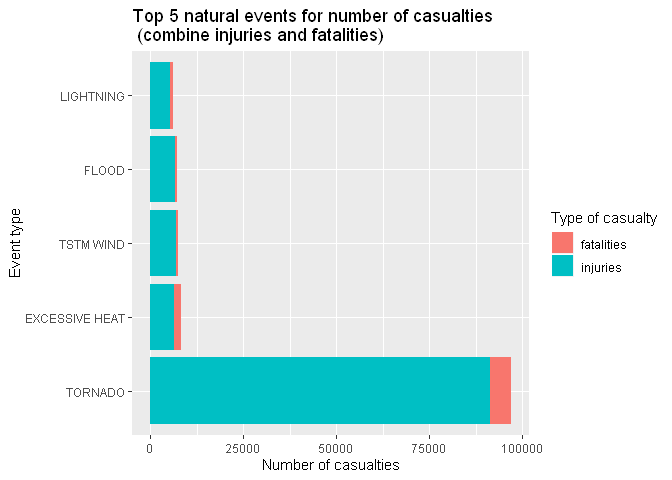 Top 5 natural events for number of casualties
(combine injuries and fatalities)
LIGHTNING
FLOOD
TSTM WIND
EXCESSIVE HEAT
TORNADO
Event type
0 25000 50000 75000 100000
Number of casualties
Type of casualty
fatalities
injuries